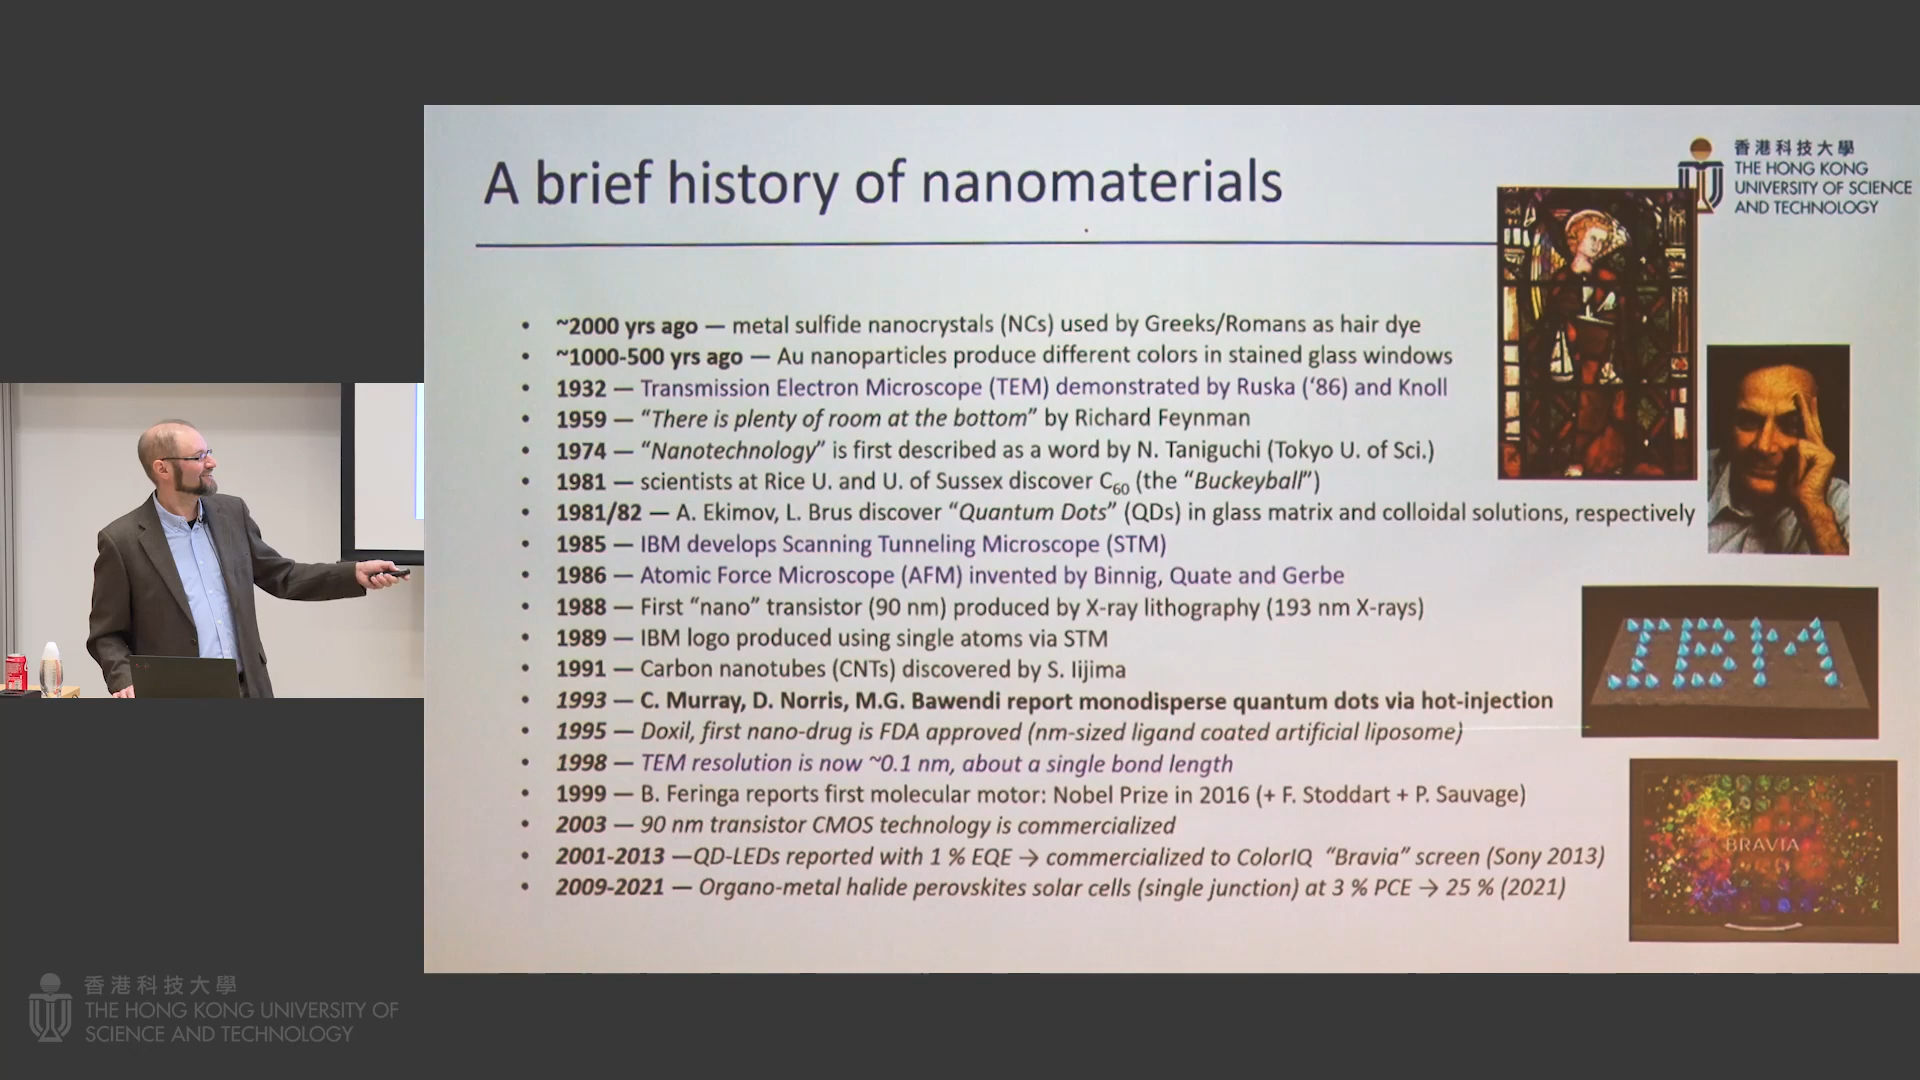 A brief history of nanomaterials
香港科技大學
THE HONG KONG
UNIVERSITY OF SCIENCE
AND TECHNOLOGY
• ~2000 yrs ago — metal sulfide nanocrystals (NCs) used by Greeks/Romans as hair dye
• ~1000-500 yrs ago — Au nanoparticles produce different colors in stained glass windows
• 1932 — Transmission Electron Microscope (TEM) demonstrated by Ruska (‘86) and Knoll
• 1959 — “There is plenty of room at the bottom” by Richard Feynman
• 1974 — “Nanotechnology” is first described as a word by N. Taniguchi (Tokyo U. of Sci.)
• 1981 — scientists at Rice U. and U. of Sussex discover C60 (the “Buckeyball”)
• 1981/82 — A. Ekimov, L. Brus discover “Quantum Dots” (QDs) in glass matrix and colloidal solutions, respectively
• 1985 — IBM develops Scanning Tunneling Microscope (STM)
• 1986 — Atomic Force Microscope (AFM) invented by Binnig, Quate and Gerbe
• 1988 — First “nano” transistor (90 nm) produced by X-ray lithography (193 nm X-rays)
• 1989 — IBM logo produced using single atoms via STM
• 1991 — Carbon nanotubes (CNTs) discovered by S. Iijima
• 1993 — C. Murray, D. Norris, M.G. Bawendi report monodisperse quantum dots via hot-injection
• 1995 — Doxil, first nano-drug is FDA approved (nm-sized ligand coated artificial liposome)
• 1998 — TEM resolution is now ~0.1 nm, about a single bond length
• 1999 — B. Feringa reports first molecular motor: Nobel Prize in 2016 (+ F. Stoddart + P. Sauvage)
• 2003 — 90 nm transistor CMOS technology is commercialized
• 2001-2013 —QD-LEDs reported with 1 % EQE → commercialized to ColorIQ “Bravia” screen (Sony 2013)
• 2009-2021 — Organo-metal halide perovskites solar cells (single junction) at 3 % PCE → 25 % (2021)
IBM
BRAVIA
香港科技大學
THE HONG KONG UNIVERSITY OF
SCIENCE AND TECHNOLOGY